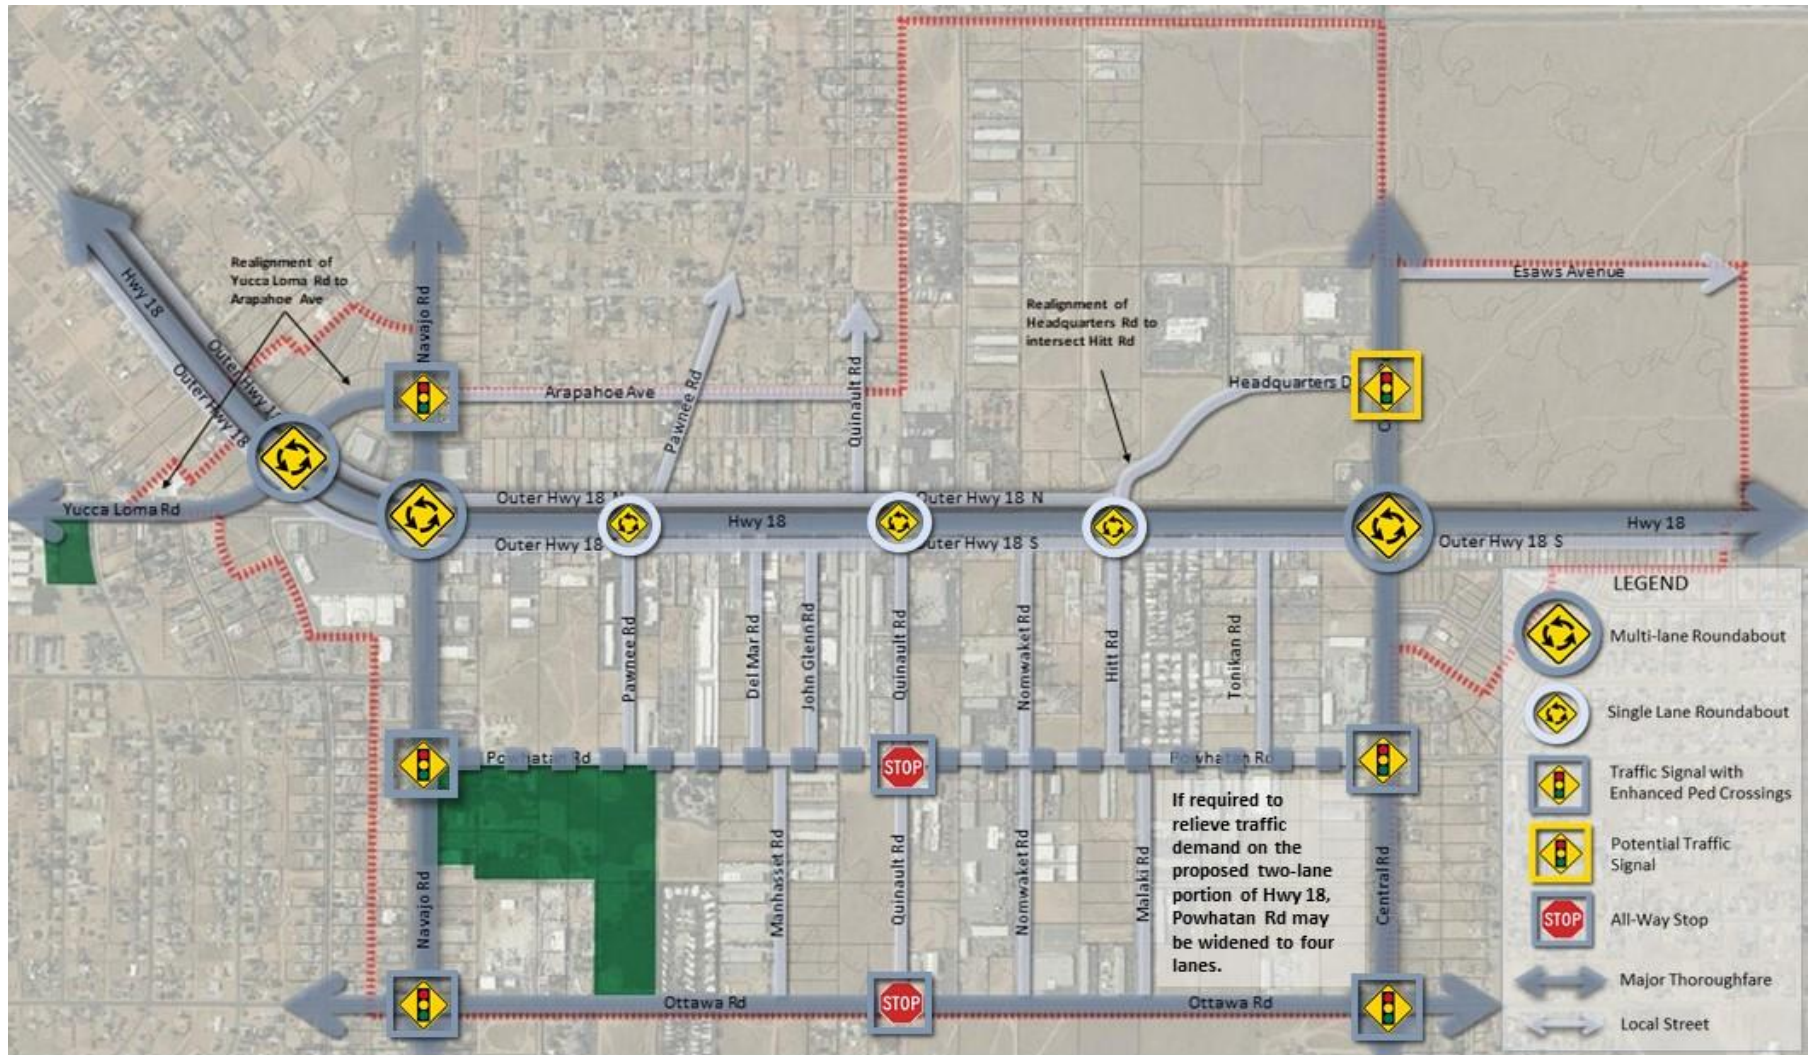 Realignment of
Yucca Loma Rd to
Arapahoe Ave
Hwy 18
Outer Hwy 1
Outer Hwy 18
Navajo Rd
Arapahoe Ave
Pawnee Rd
Quinault Rd
Realignment of
Headquarters Rd to
intersect Hitt Rd
Headquarters D
Esaws Avenue
Yucca Loma Rd
Outer Hwy 18 N
Outer Hwy 18 N
Hwy 18
Hwy 18
Outer Hwy 18
Outer Hwy 18 S
Outer Hwy 18 S
Pawnee Rd
Del Mar Rd
John Glenn Rd
Quinault Rd
Nomwaket Rd
Hitt Rd
Tonikan Rd
Powhatan Rd
STOP
Powhatan Rd
If required to
relieve traffic
demand on the
proposed two-lane
portion of Hwy 18,
Powhatan Rd may
be widened to four
lanes.
Navajo Rd
Manhasset Rd
Quinault Rd
Nomwaket Rd
Malaki Rd
Central Rd
Ottawa Rd
STOP
Ottawa Rd
LEGEND
Multi-lane Roundabout
Single Lane Roundabout
Traffic Signal with
Enhanced Ped Crossings
Potential Traffic
Signal
STOP
All-Way Stop
Major Thoroughfare
Local Street